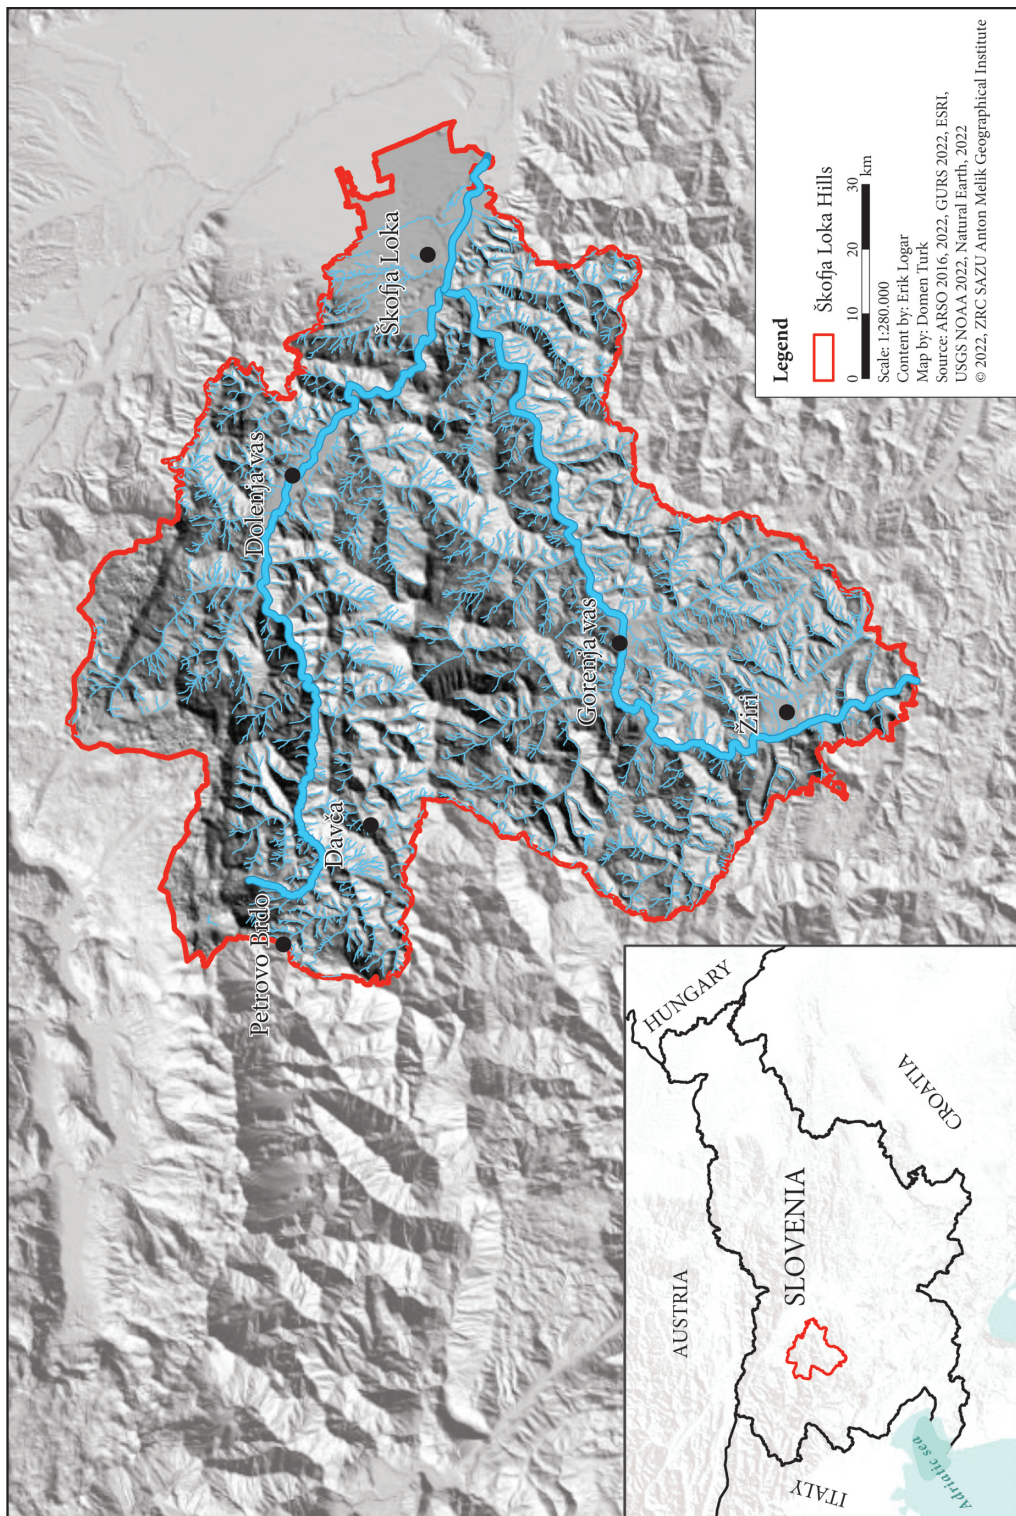 Petrovo Brdo
Davča
Dolenja vas
Škofja Loka
Gorenja vas
Žiri
HUNGARY
AUSTRIA
SLOVENIA
CROATIA
ITALY
Adriatic sea
Legend
Škofja Loka Hills
0 10 20 30
km
Scale: 1:280.000
Content by: Erik Logar
Map by: Domen Turk
Source: ARSO 2016, 2022, GURS 2022, ESRI,
USGS NOAA 2022, Natural Earth, 2022
© 2022, ZRC SAZU Anton Melik Geographical Institute